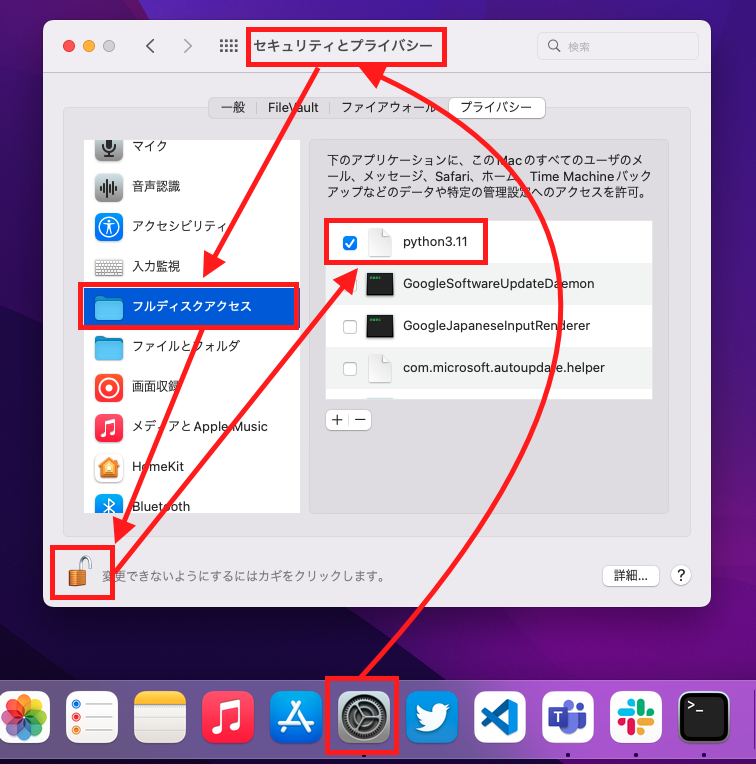 セキュリティとプライバシー
検索
一般
FileVault
ファイアウォール
プライバシー
マイク
音声認識
アクセシビリティ
入力監視
フルディスクアクセス
ファイルとフォルダ
画面収録
メディアとApple Music
HomeKit
Bluetooth
下のアプリケーションに、このMacのすべてのユーザのメ
ール、メッセージ、Safari、ホーム、Time Machineバック
アップなどのデータや特定の管理設定へのアクセスを許可。
python3.11
GoogleSoftwareUpdateDaemon
GoogleJapaneseInputRenderer
com.microsoft.autoupdate.helper
+ −
変更できないようにするにはカギをクリックします。
詳細...
?
T
>_